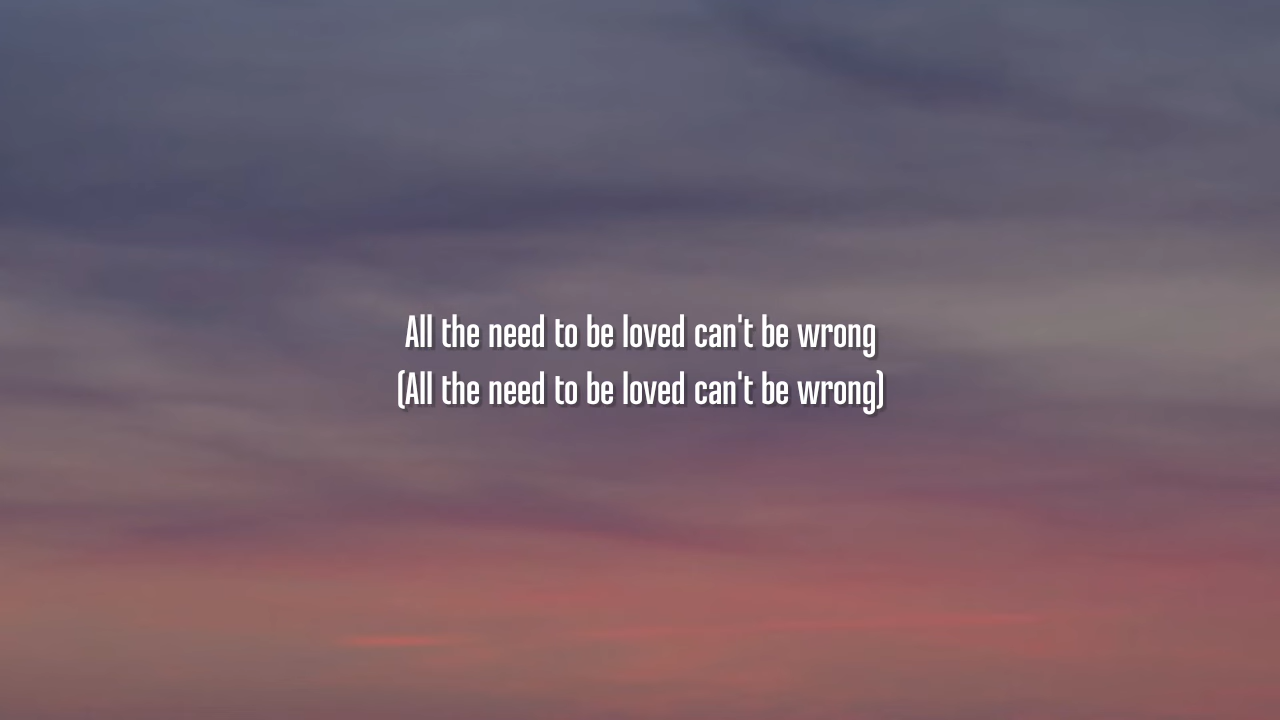 All the need to be loved can't be wrong
(All the need to be loved can't be wrong)